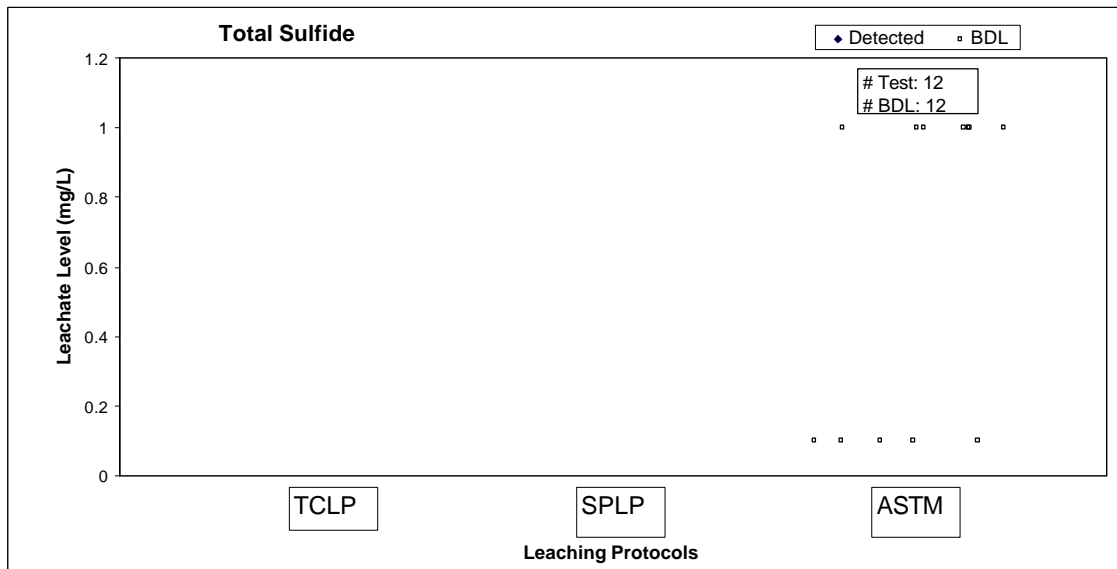 Total Sulfide
Detected BDL
# Test: 12
# BDL: 12
1.2
1
0.8
0.6
0.4
0.2
0
Leachate Level (mg/L)
TCLP SPLP ASTM
Leaching Protocols